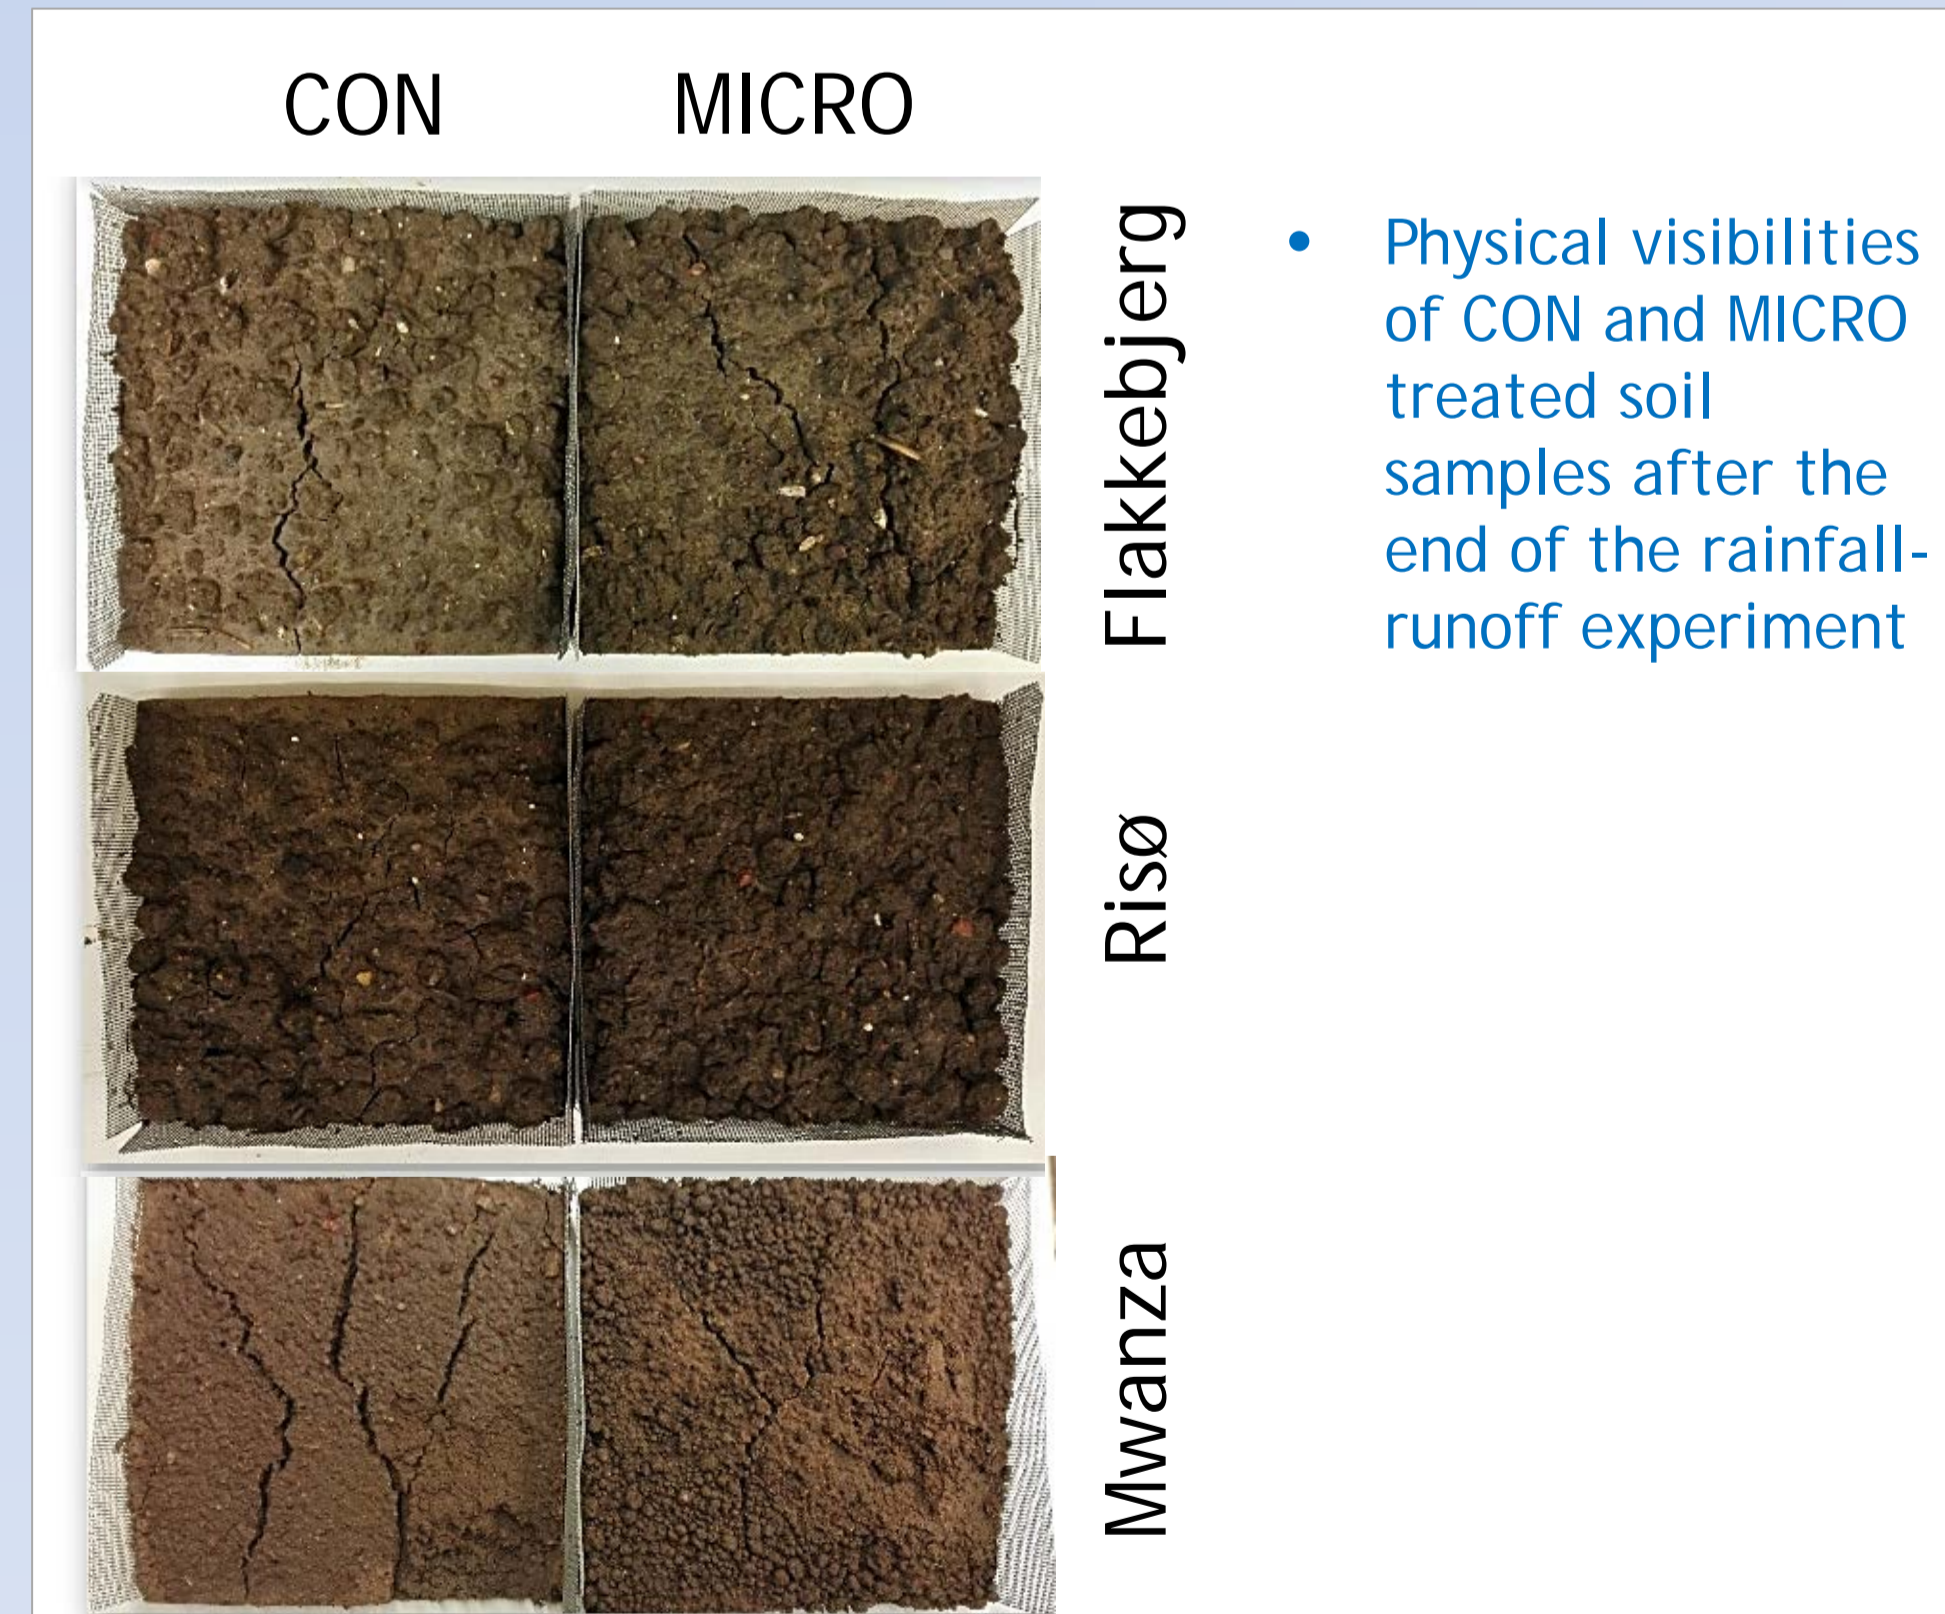 CON MICRO
Flakkebjerg
• Physical visibilities
of CON and MICRO
treated soil
samples after the
end of the rainfall-
runoff experiment
Risø
Mwanza